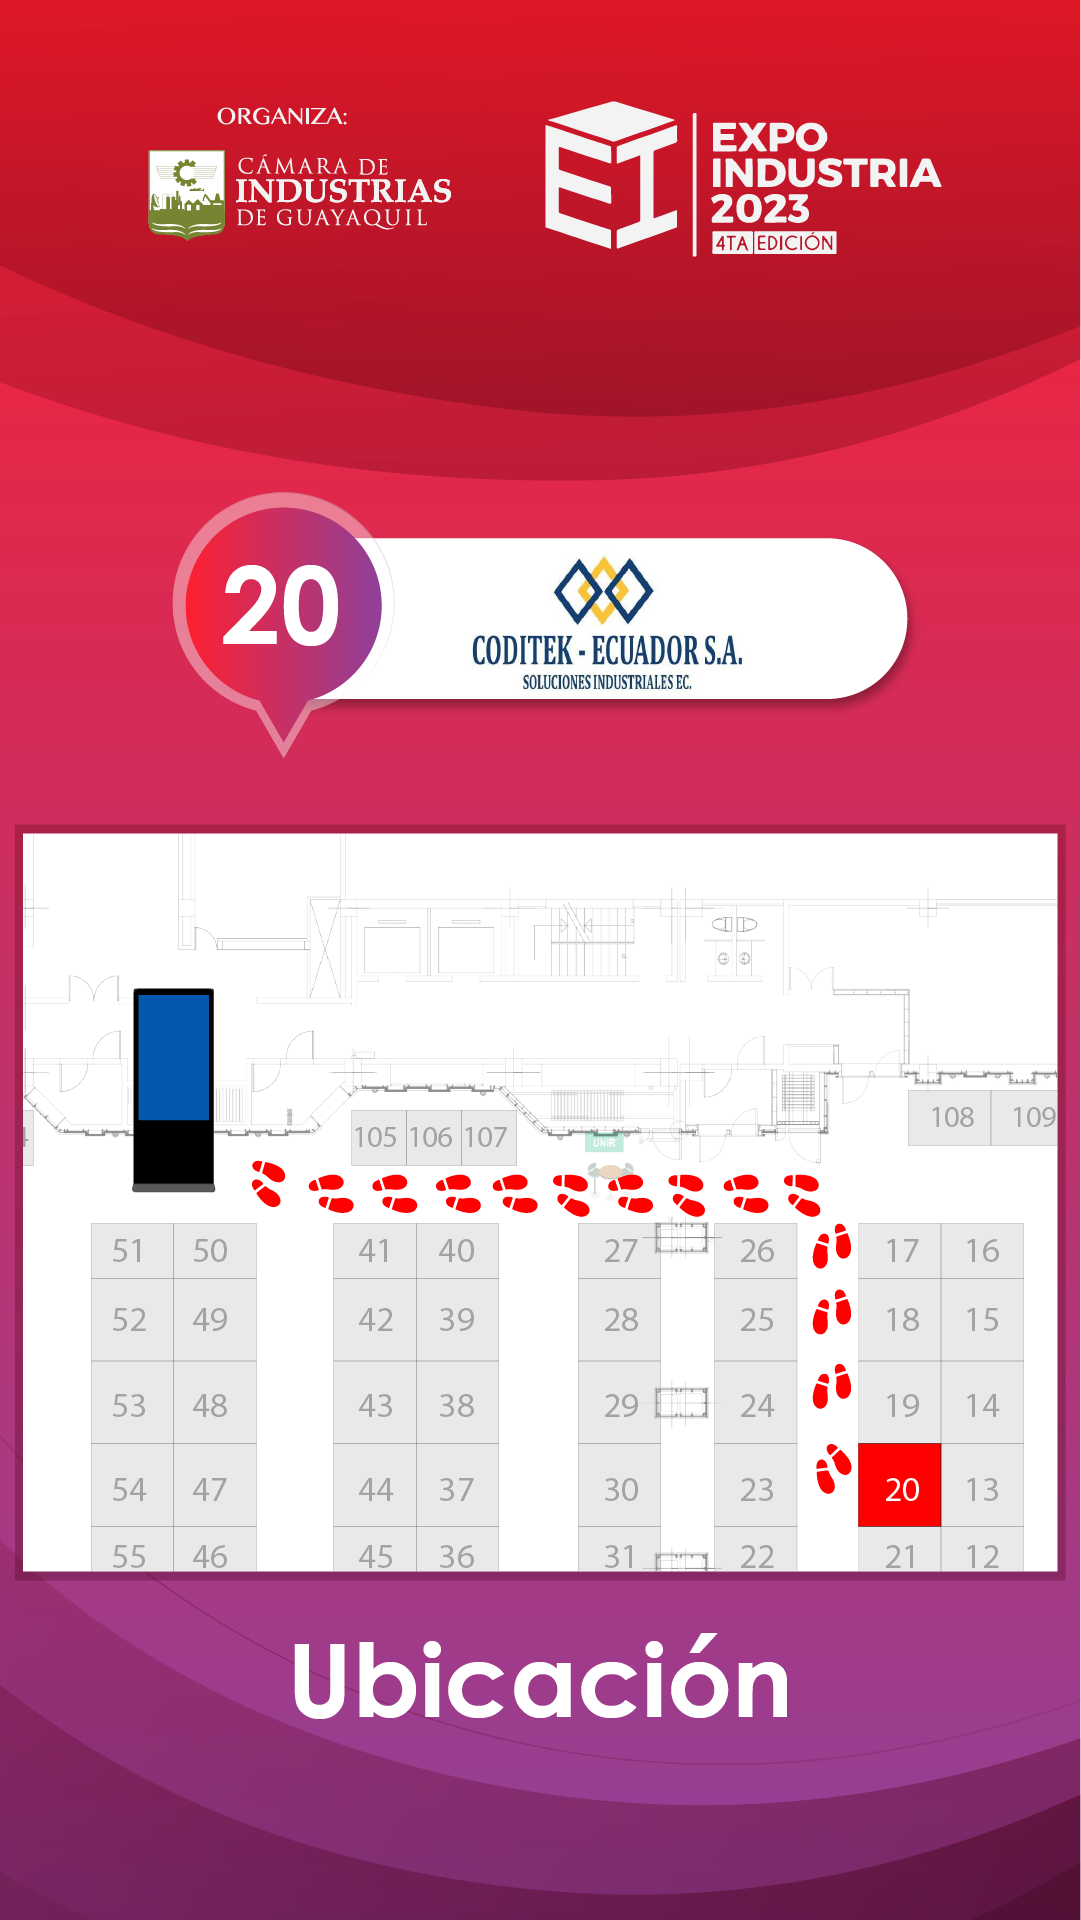 ORGANIZA:
CÁMARA DE
INDUSTRIAS
DE GUAYAQUIL
EXPO
INDUSTRIA
2023
4TA EDICIÓN
20
CODITEK - ECUADOR S.A.
SOLUCIONES INDUSTRIALES EC.
108 109
105 106 107
UNIR
51 50 41 40 27 26 17 16
52 49 42 39 28 25 18 15
53 48 43 38 29 24 19 14
54 47 44 37 30 23 20 13
55 46 45 36 31 22 21 12
Ubicación